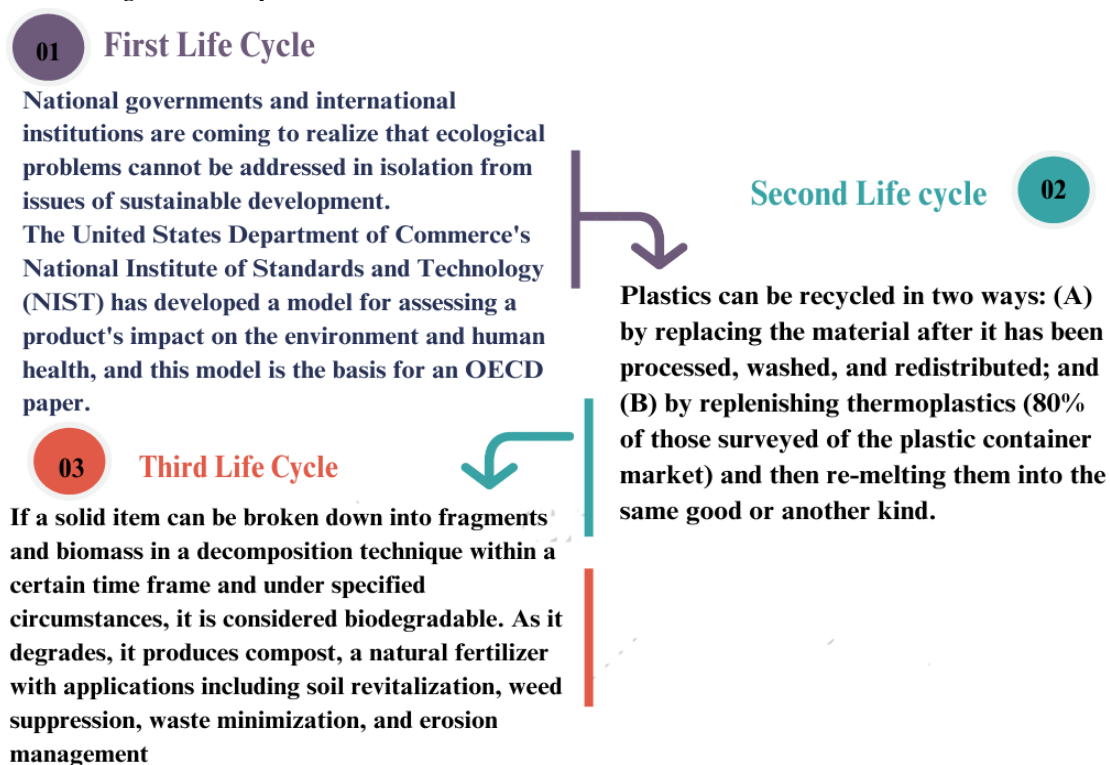 01 First Life Cycle
National governments and international
institutions are coming to realize that ecological
problems cannot be addressed in isolation from
issues of sustainable development.
The United States Department of Commerce's
National Institute of Standards and Technology
(NIST) has developed a model for assessing a
product's impact on the environment and human
health, and this model is the basis for an OECD
paper.
Second Life cycle 02
Plastics can be recycled in two ways: (A)
by replacing the material after it has been
processed, washed, and redistributed; and
(B) by replenishing thermoplastics (80%
of those surveyed of the plastic container
market) and then re-melting them into the
same good or another kind.
03 Third Life Cycle
If a solid item can be broken down into fragments
and biomass in a decomposition technique within a
certain time frame and under specified
circumstances, it is considered biodegradable. As it
degrades, it produces compost, a natural fertilizer
with applications including soil revitalization, weed
suppression, waste minimization, and erosion
management